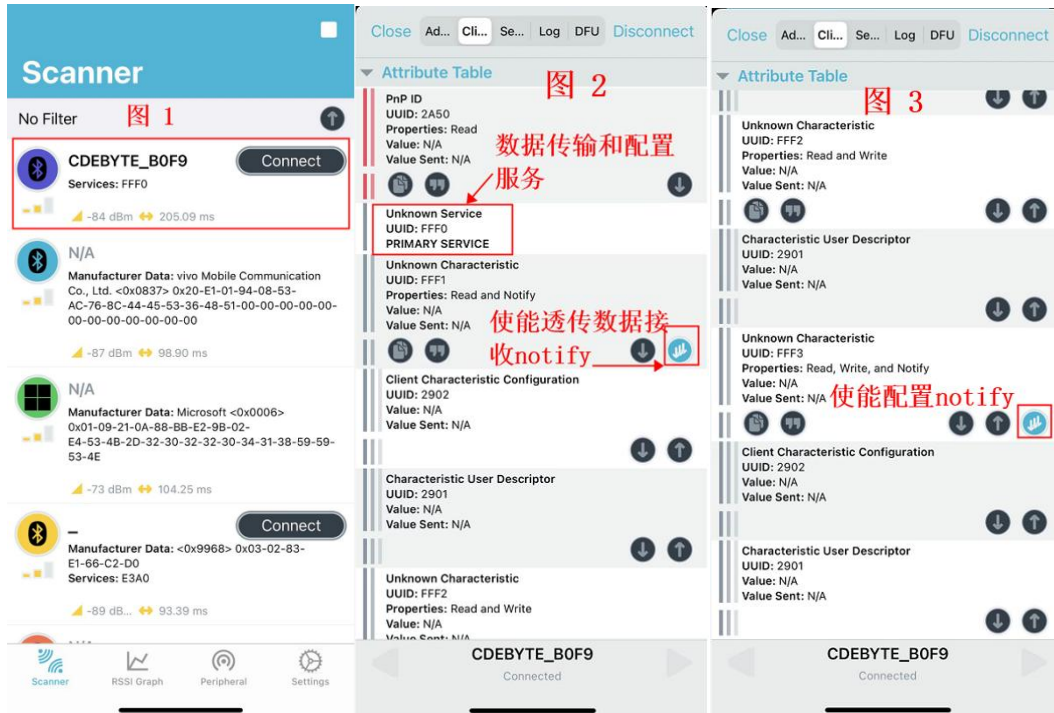 Scanner
No Filter
图 1
CDEBYTE_B0F9
Connect
Services: FFF0
-84 dBm
205.09 ms
N/A
Manufacturer Data: vivo Mobile Communication
Co., Ltd. <0x0837> 0x20-E1-01-94-08-53-
AC-76-8C-44-45-53-36-48-51-00-00-00-00-00-
00-00-00-00-00-00-00
-87 dBm
98.90 ms
N/A
Manufacturer Data: Microsoft <0x0006>
0x01-09-21-0A-88-BB-E2-9B-02-
E4-53-4B-2D-32-30-32-32-30-34-31-38-59-59-
53-4E
-73 dBm
104.25 ms
_
Connect
Manufacturer Data: <0x9968> 0x03-02-83-
E1-66-C2-D0
Services: E3A0
-89 dB...
93.39 ms
Scanner
RSSI Graph
Peripheral
Settings
Close
Ad...
Cli...
Se...
Log
DFU
Disconnect
Attribute Table
图 2
PnP ID
UUID: 2A50
Properties: Read
Value: N/A
Value Sent: N/A
数据传输和配置
服务
Unknown Service
UUID: FFF0
PRIMARY SERVICE
Unknown Characteristic
UUID: FFF1
Properties: Read and Notify
Value: N/A
Value Sent: N/A
使能透传数据接
收notify
Client Characteristic Configuration
UUID: 2902
Value: N/A
Value Sent: N/A
Characteristic User Descriptor
UUID: 2901
Value: N/A
Value Sent: N/A
Unknown Characteristic
UUID: FFF2
Properties: Read and Write
Value: N/A
Value Sent: N/A
CDEBYTE_B0F9
Connected
Close
Ad...
Cli...
Se...
Log
DFU
Disconnect
Attribute Table
图 3
Unknown Characteristic
UUID: FFF2
Properties: Read and Write
Value: N/A
Value Sent: N/A
Characteristic User Descriptor
UUID: 2901
Value: N/A
Value Sent: N/A
Unknown Characteristic
UUID: FFF3
Properties: Read, Write, and Notify
Value: N/A
Value Sent: N/A
使能配置notify
Client Characteristic Configuration
UUID: 2902
Value: N/A
Value Sent: N/A
Characteristic User Descriptor
UUID: 2901
Value: N/A
Value Sent: N/A
CDEBYTE_B0F9
Connected